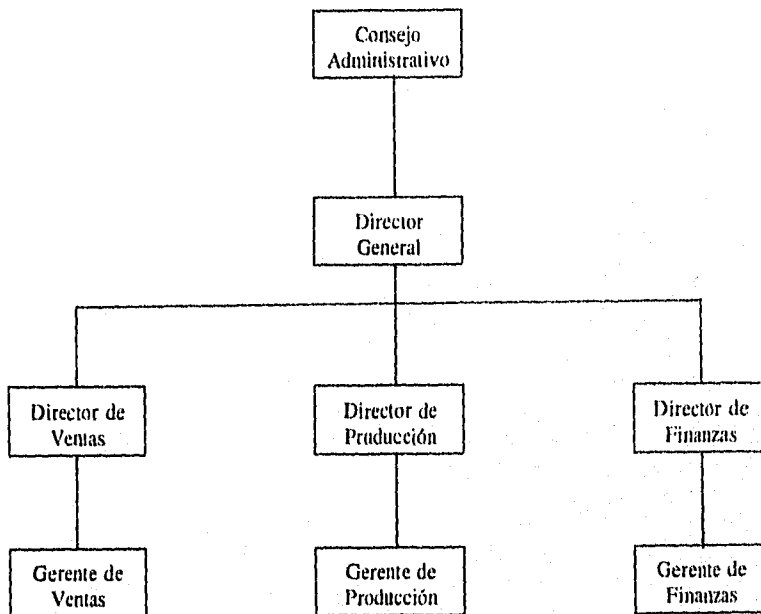 Consejo
Administrativo
Director
General
Director de
Ventas
Director de
Producción
Director de
Finanzas
Gerente de
Ventas
Gerente de
Producción
Gerente de
Finanzas